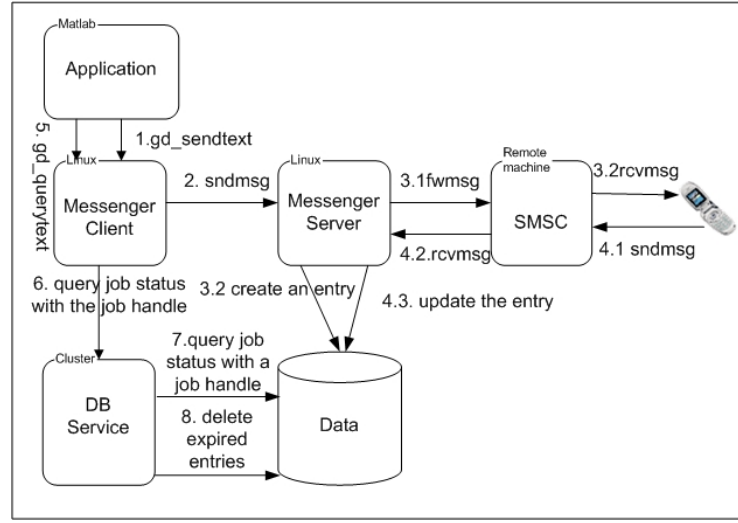 Matlab
Application
5. gd_querytext
1.gd_sendtext
Linux
Messenger
Client
2. sndmsg
Linux
Messenger
Server
3.1fwmsg
4.2.rcvmsg
Remote
machine
SMSC
3.2rcvmsg
4.1 sndmsg
6. query job status
with the job handle
3.2 create an entry
4.3. update the entry
Cluster
DB
Service
7.query job
status with a
job handle
8. delete
expired
entries
Data